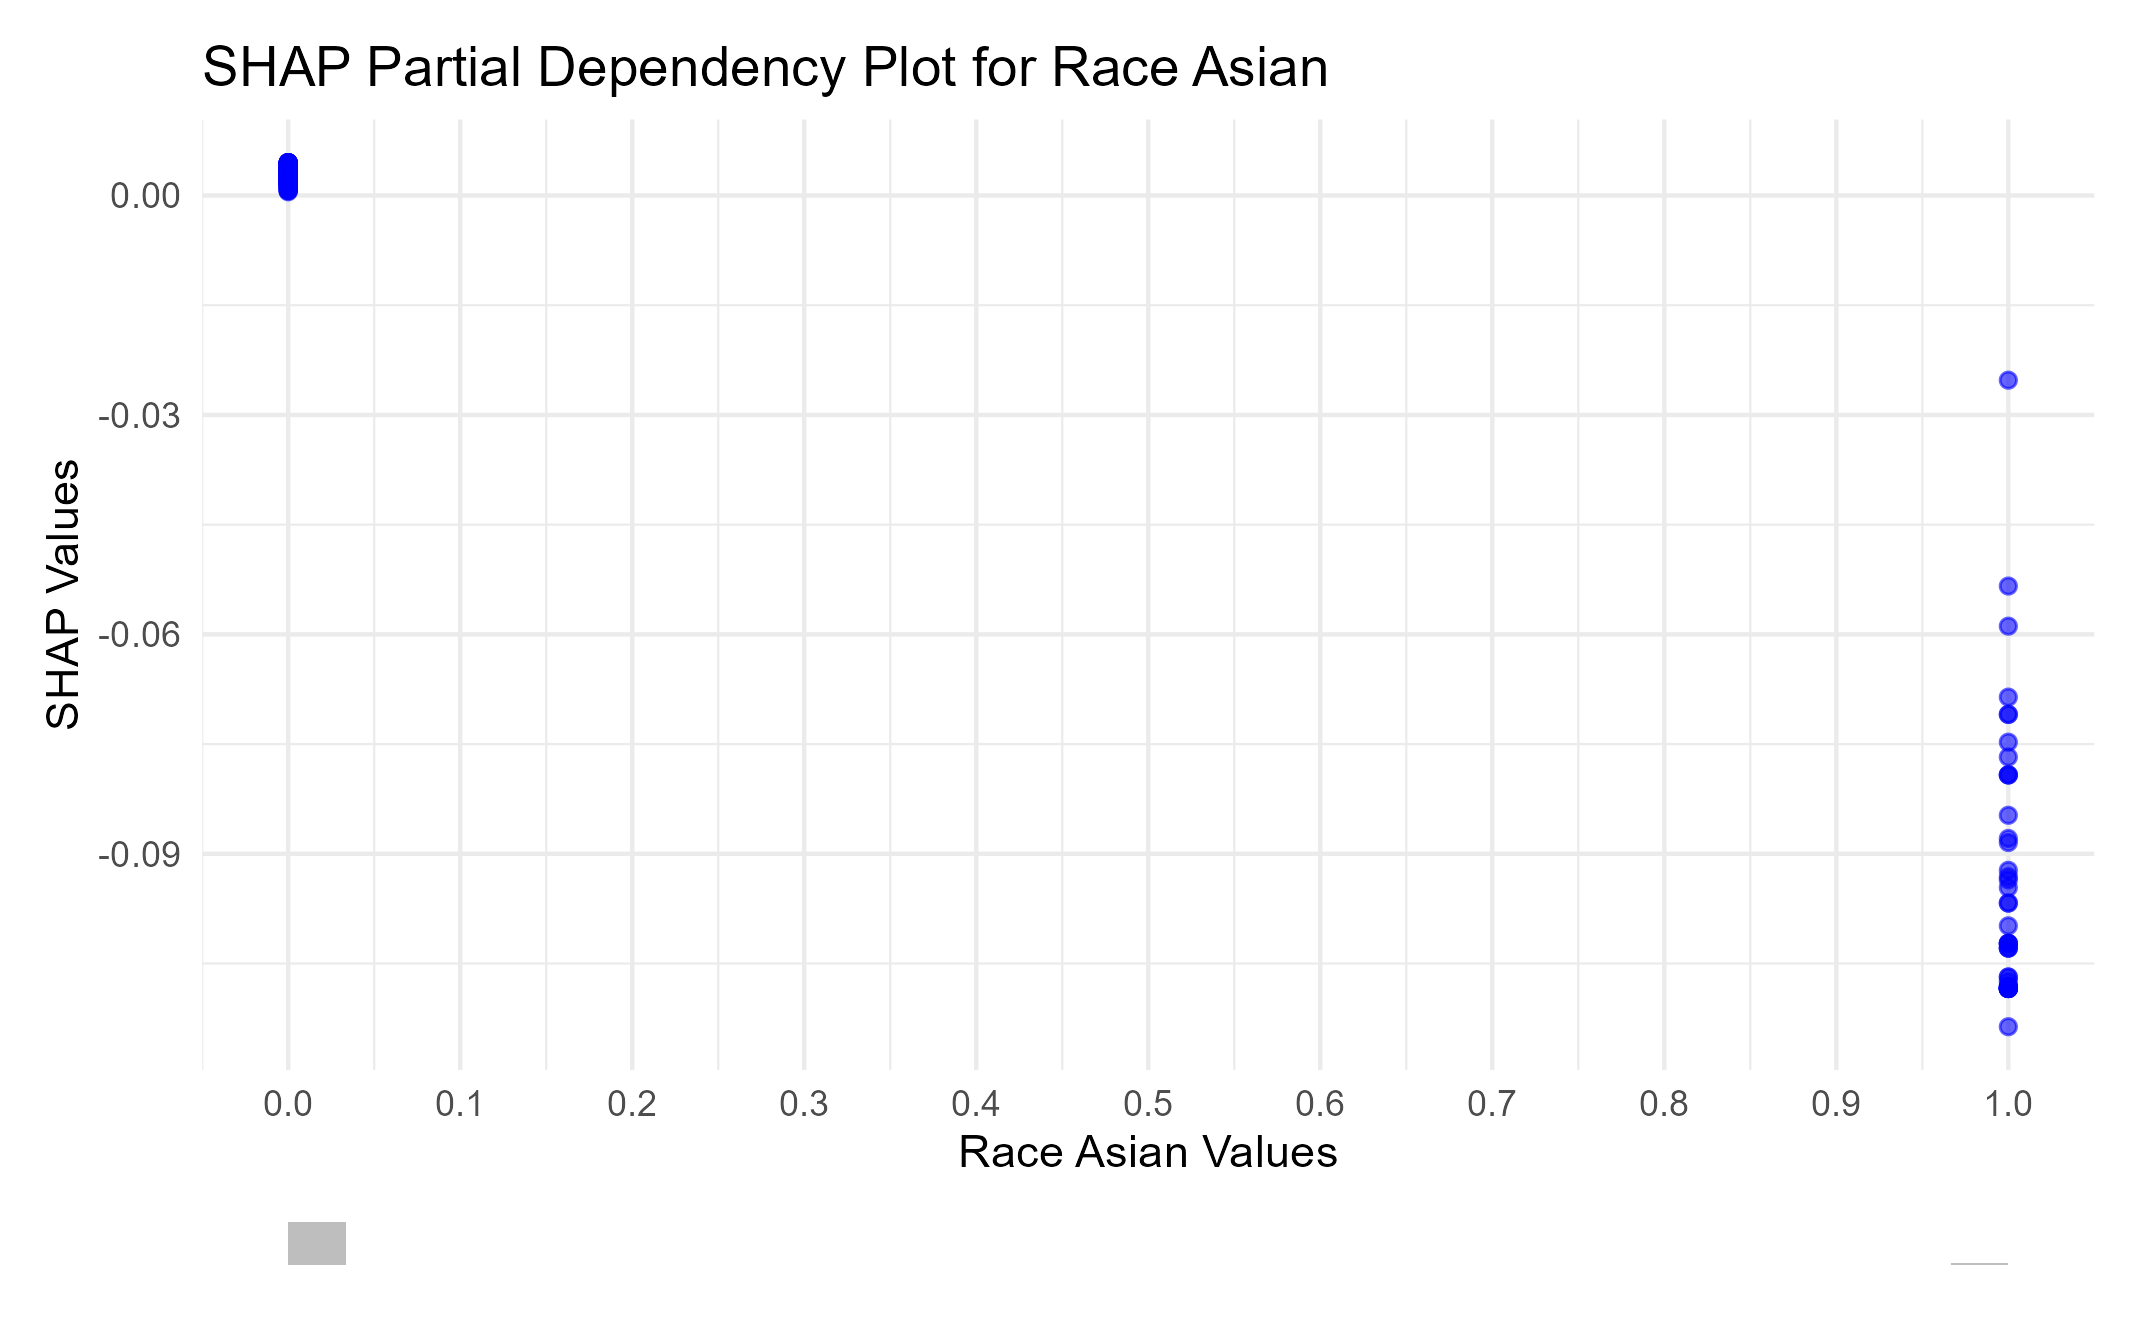 SHAP Partial Dependency Plot for Race Asian
SHAP Values
0.00
-0.03
-0.06
-0.09
0.0 0.1 0.2 0.3 0.4 0.5 0.6 0.7 0.8 0.9 1.0
Race Asian Values